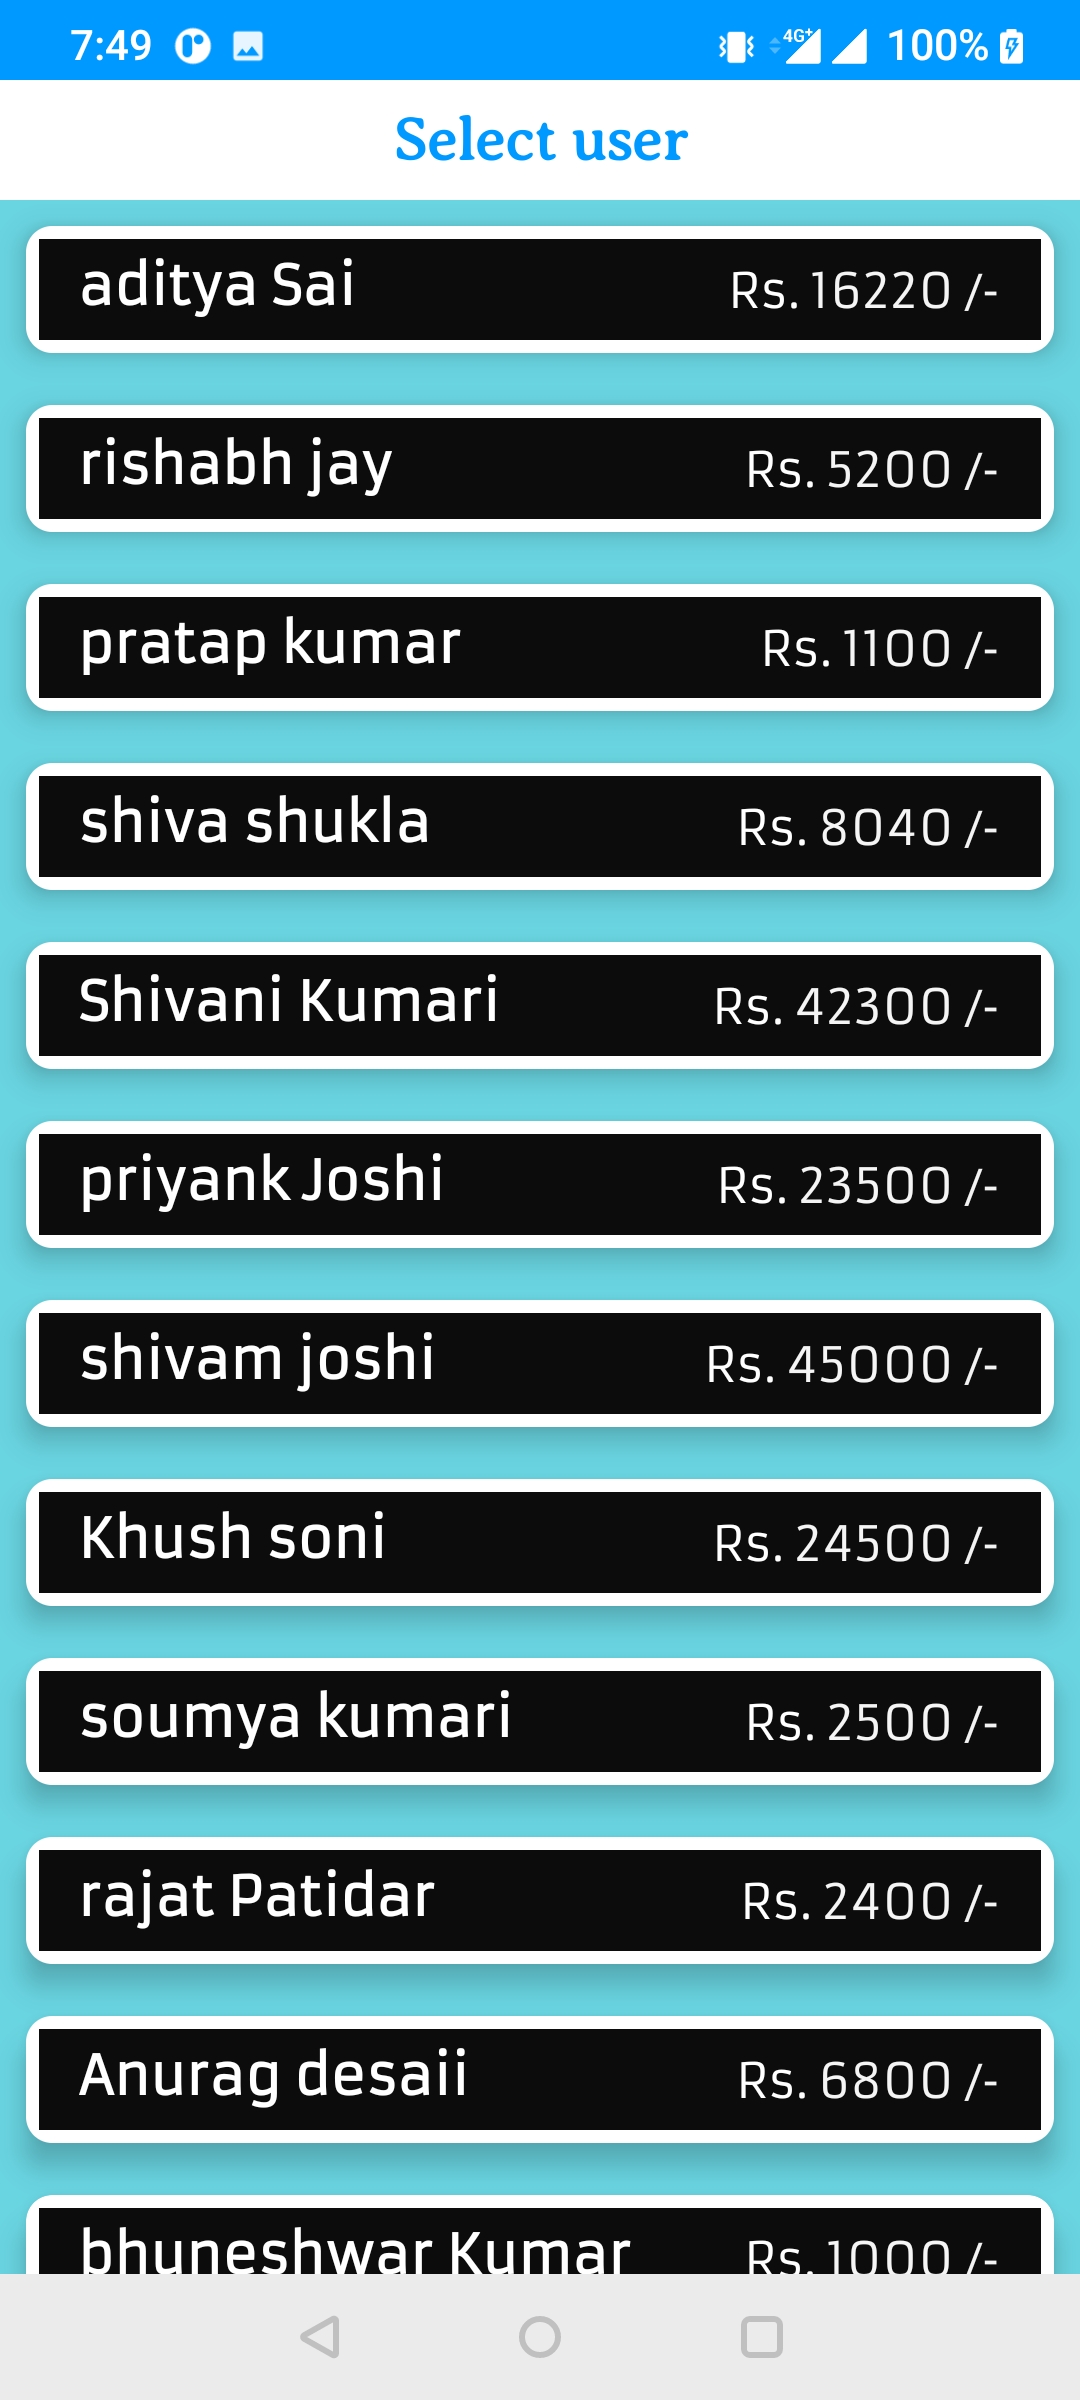 7:49 4G+ 100%
Select user
aditya Sai Rs. 16220 /-
rishabh jay Rs. 5200 /-
pratap kumar Rs. 1100 /-
shiva shukla Rs. 8040 /-
Shivani Kumari Rs. 42300 /-
priyank Joshi Rs. 23500 /-
shivam joshi Rs. 45000 /-
Khush soni Rs. 24500 /-
soumya kumari Rs. 2500 /-
rajat Patidar Rs. 2400 /-
Anurag desaii Rs. 6800 /-
bhuneshwar Kumar Rs. 1000 /-